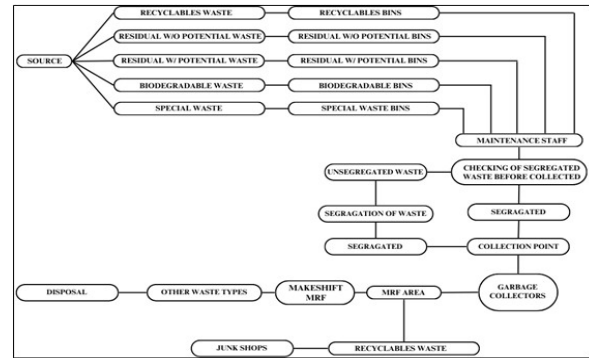 RECYCLABLES WASTE
RECYCLABLES BINS
RESIDUAL W/O POTENTIAL WASTE
RESIDUAL W/O POTENTIAL BINS
SOURCE
RESIDUAL W/ POTENTIAL WASTE
RESIDUAL W/ POTENTIAL BINS
BIODEGRADABLE WASTE
BIODEGRADABLE BINS
SPECIAL WASTE
SPECIAL WASTE BINS
MAINTENANCE STAFF
UNSEGREGATED WASTE
CHECKING OF SEGREGATED
WASTE BEFORE COLLECTED
SEGRAGATION OF WASTE
SEGRAGATED
SEGRAGATED
COLLECTION POINT
DISPOSAL
OTHER WASTE TYPES
MAKESHIFT
MRF
MRF AREA
GARBAGE
COLLECTORS
JUNK SHOPS
RECYCLABLES WASTE